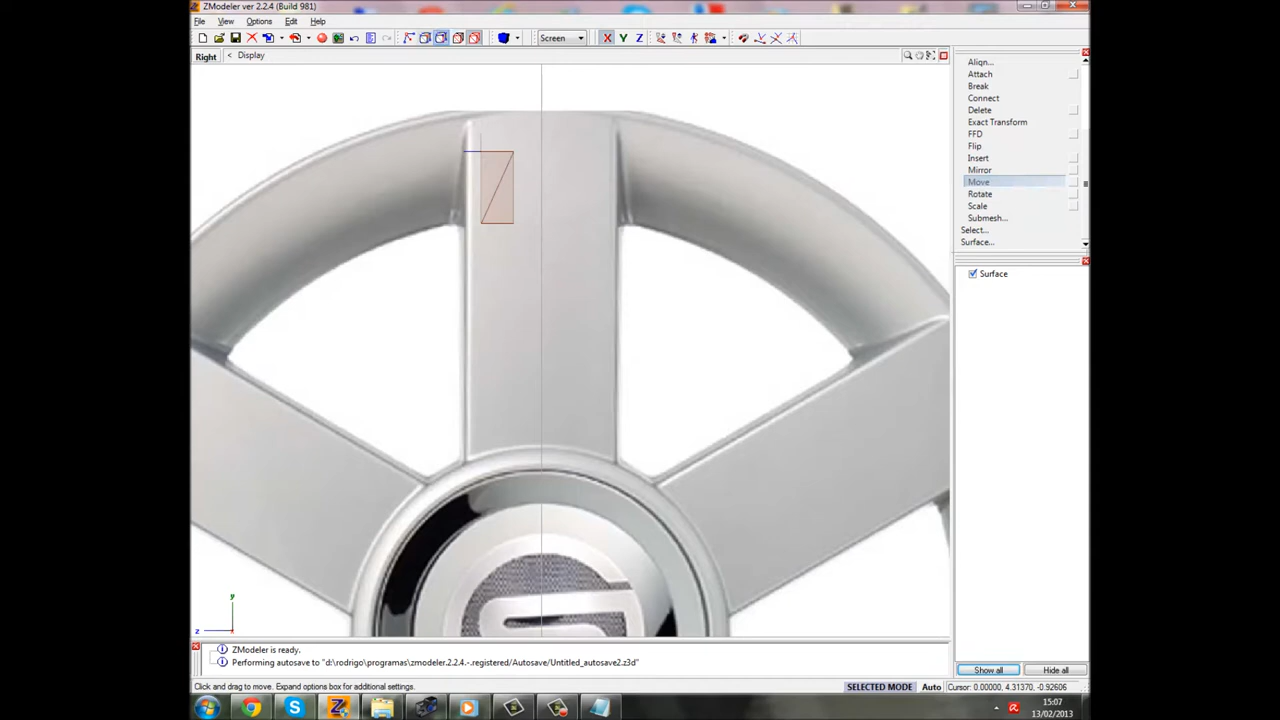 ZModeler ver 2.2.4 (Build 981)
File View Options Edit Help
Screen X Y Z
Right < Display
Align...
Attach
Break
Connect
Delete
Exact Transform
FFD
Flip
Insert
Mirror
Move
Rotate
Scale
Submesh...
Select...
Surface...
Surface
y
z
ZModeler is ready.
Performing autosave to "d:\rodrigo\programas\zmodeler.2.2.4.-.registered/Autosave/Untitled_autosave2.z3d"
Show all Hide all
Click and drag to move. Expand options box for additional settings. SELECTED MODE Auto Cursor: 0.00000, 4.31370, -0.92606
15:07
13/02/2013